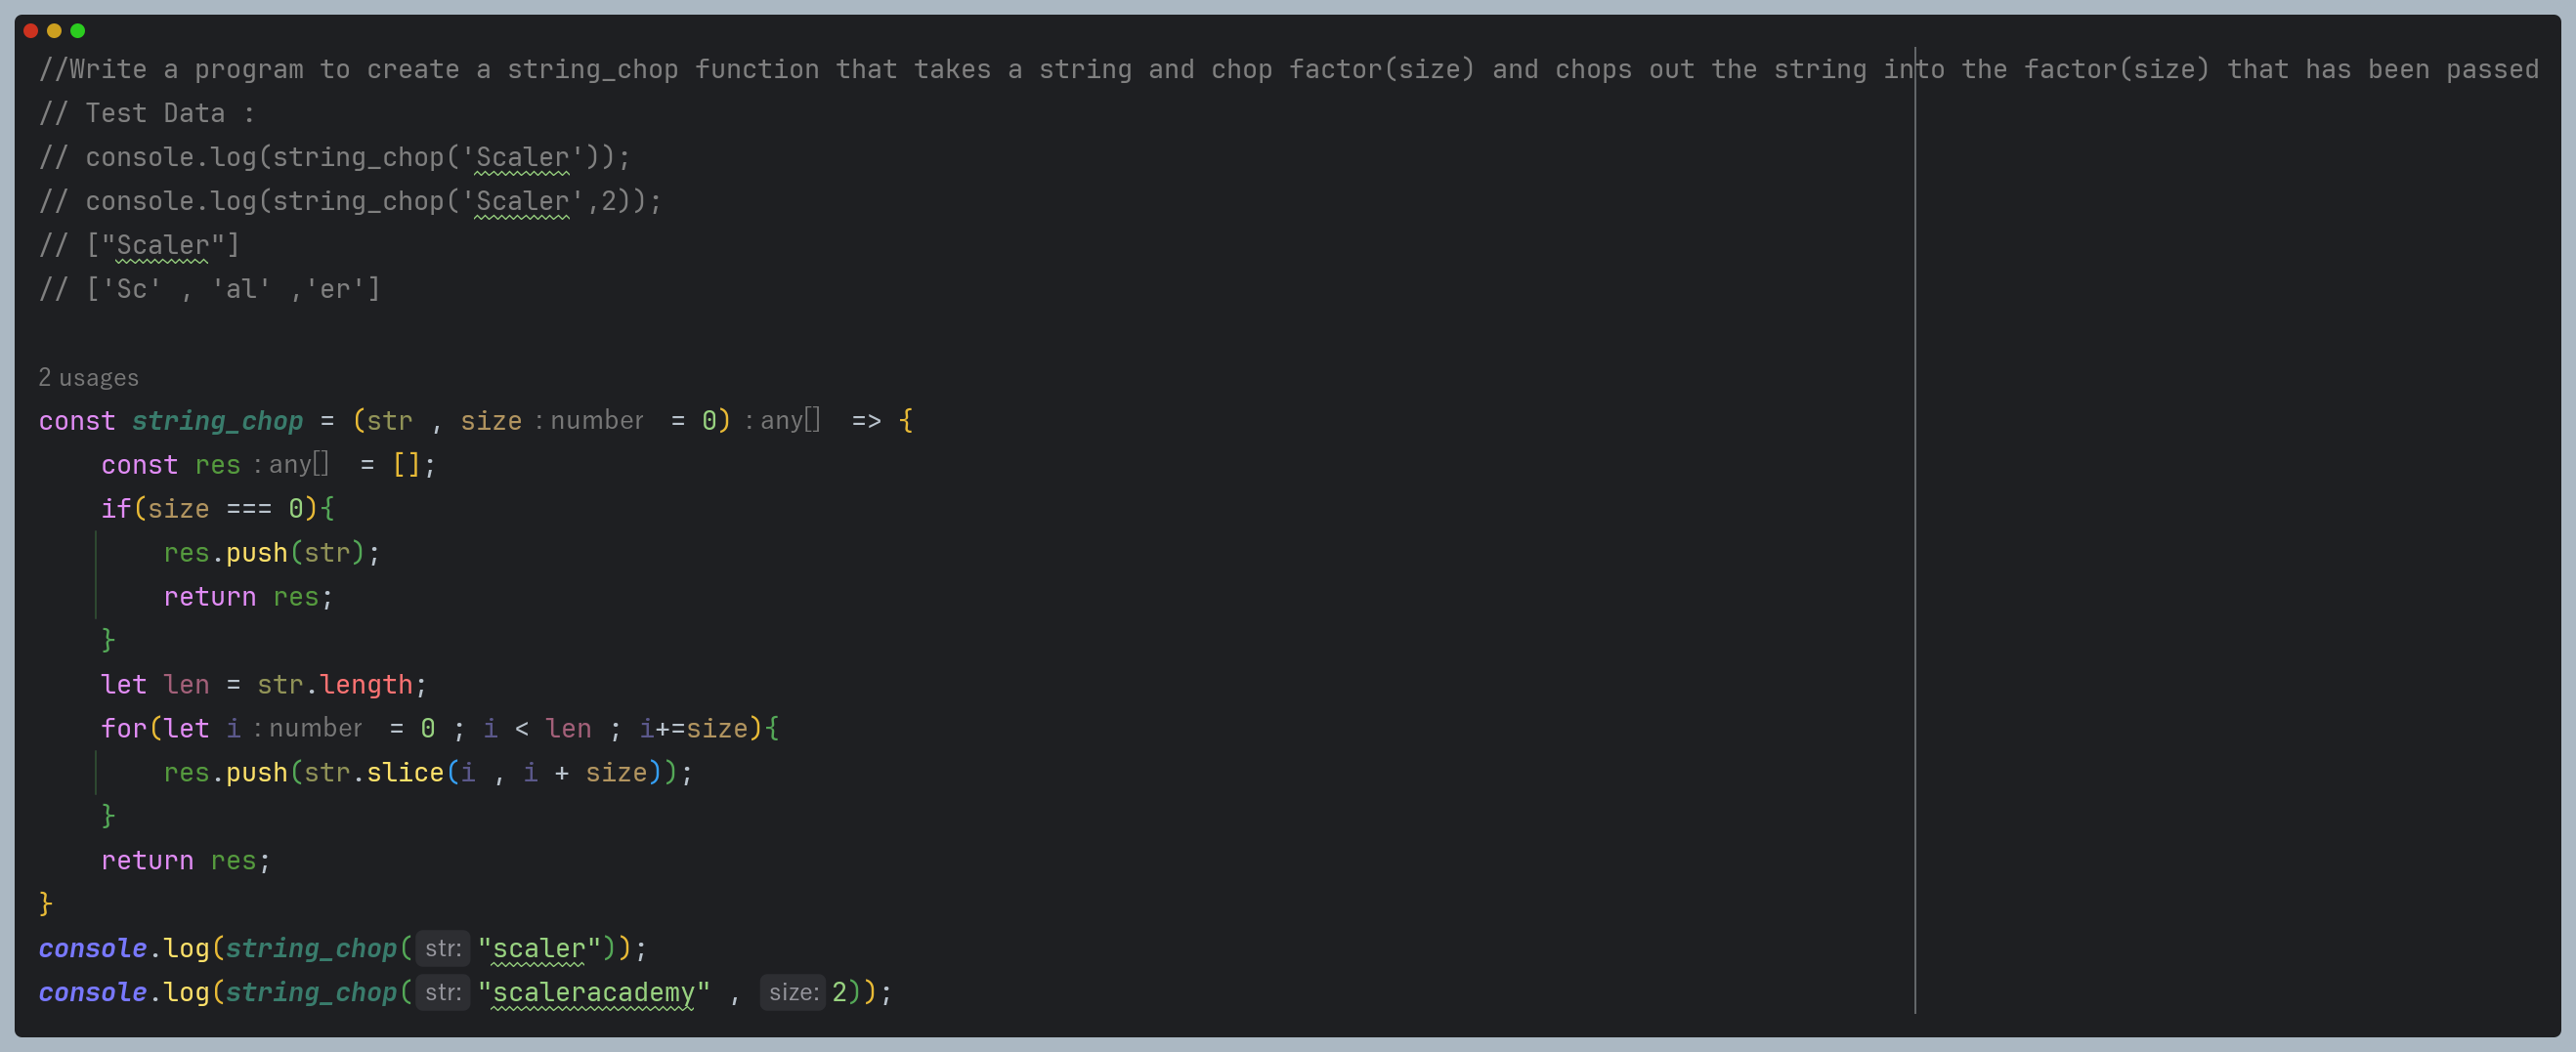 //Write a program to create a string_chop function that takes a string and chop factor(size) and chops out the string into the factor(size) that has been passed
// Test Data :
// console.log(string_chop('Scaler'));
// console.log(string_chop('Scaler',2));
// ["Scaler"]
// ['Sc' , 'al' ,'er']
2 usages
const string_chop = (str , size : number = 0) : any[] => {
    const res : any[] = [];
    if(size === 0){
        res.push(str);
        return res;
    }
    let len = str.length;
    for(let i : number = 0 ; i < len ; i+=size){
        res.push(str.slice(i , i + size));
    }
    return res;
}
console.log(string_chop( str: "scaler"));
console.log(string_chop( str: "scaleracademy" , size: 2));